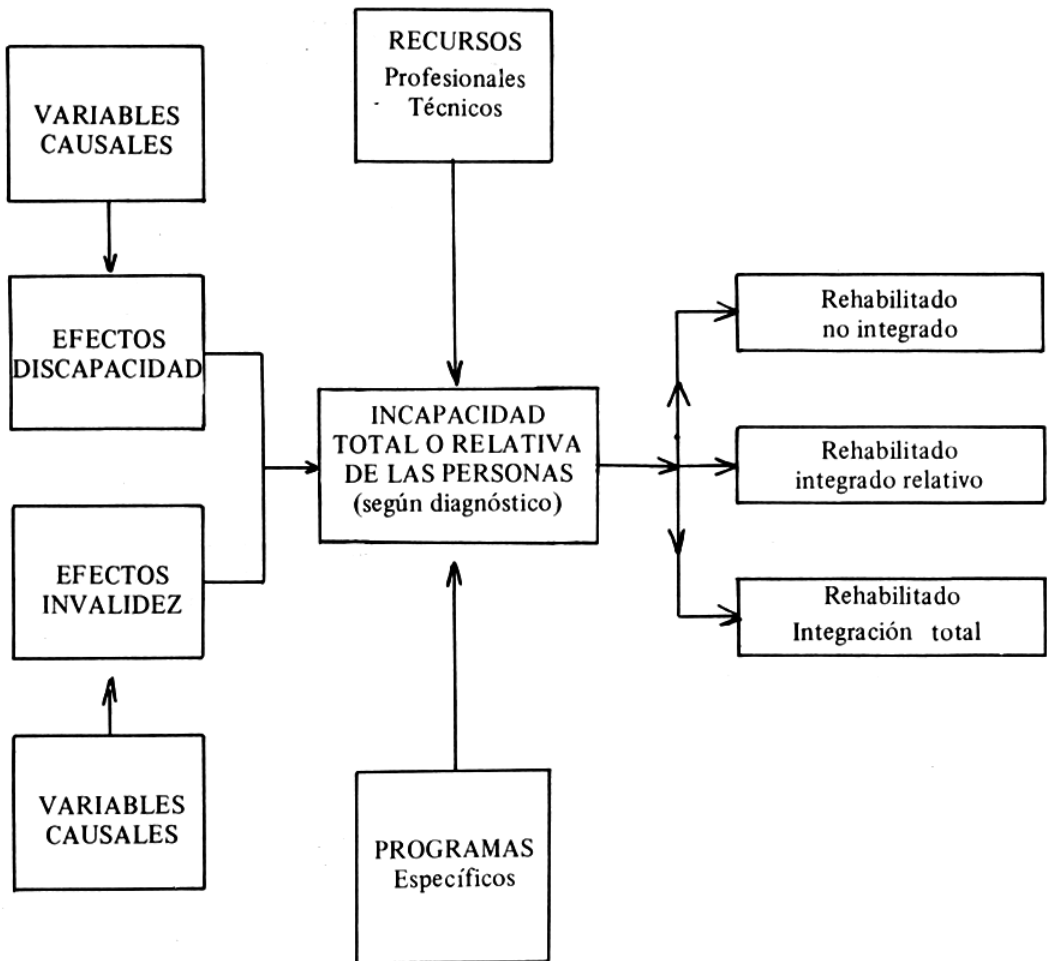 VARIABLES
CAUSALES
RECURSOS
Profesionales
Técnicos
EFECTOS
DISCAPACIDAD
INCAPACIDAD
TOTAL O RELATIVA
DE LAS PERSONAS
(según diagnóstico)
Rehabilitado
no integrado
Rehabilitado
integrado relativo
Rehabilitado
Integración total
EFECTOS
INVALIDEZ
VARIABLES
CAUSALES
PROGRAMAS
Específicos